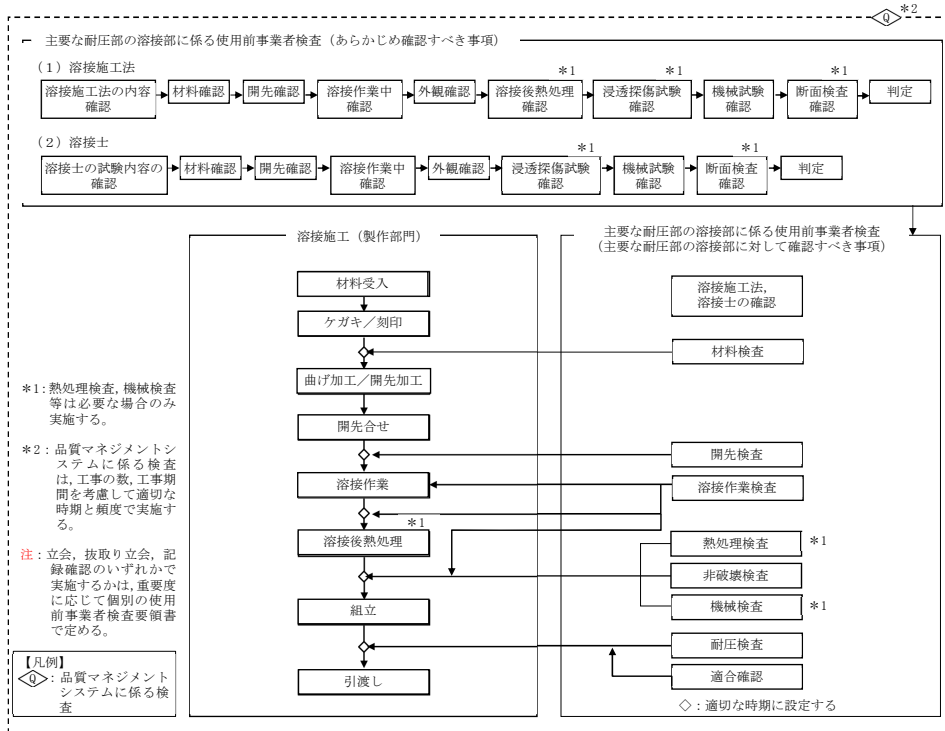 Q *2
主要な耐圧部の溶接部に係る使用前事業者検査（あらかじめ確認すべき事項）
（１）溶接施工法
*1 *1 *1
溶接施工法の内容
確認
材料確認
開先確認
溶接作業中
確認
外観確認
溶接後熱処理
確認
浸透探傷試験
確認
機械試験
確認
断面検査
確認
判定
（２）溶接士
*1 *1
溶接士の試験内容の
確認
材料確認
開先確認
溶接作業中
確認
外観確認
浸透探傷試験
確認
機械試験
確認
断面検査
確認
判定
溶接施工（製作部門）
材料受入
ケガキ／刻印
曲げ加工／開先加工
開先合せ
溶接作業
*1
溶接後熱処理
組立
引渡し
主要な耐圧部の溶接部に係る使用前事業者検査
（主要な耐圧部の溶接部に対して確認すべき事項）
溶接施工法，
溶接士の確認
材料検査
開先検査
溶接作業検査
熱処理検査 *1
非破壊検査
機械検査 *1
耐圧検査
適合確認
◇：適切な時期に設定する
*1：熱処理検査，機械検査
等は必要な場合のみ
実施する。
*2：品質マネジメントシ
ステムに係る検査
は，工事の数，工事期
間を考慮して適切な
時期と頻度で実施す
る。
注：立会，抜取り立会，記
録確認のいずれかで
実施するかは，重要度
に応じて個別の使用
前事業者検査要領書
で定める。
【凡例】
Q：品質マネジメント
システムに係る検
査